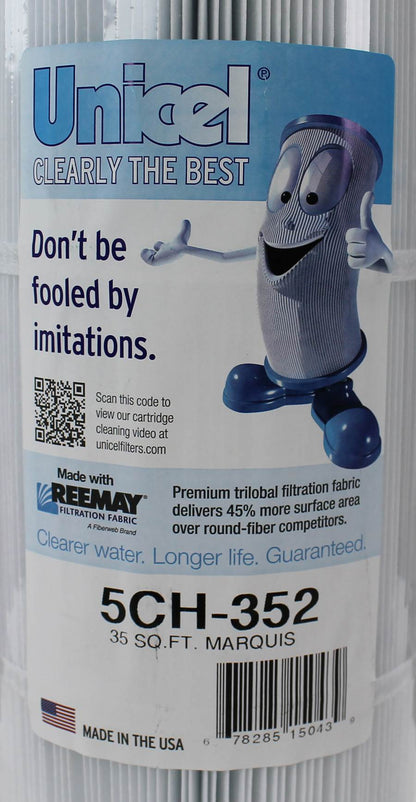 Unicel®
CLEARLY THE BEST
Don't be
fooled by
imitations.
Scan this code to
view our cartridge
cleaning video at
unicelfilters.com
Made with
REEMAY®
FILTRATION FABRIC
A Fiberweb Brand
Premium trilobal filtration fabric
delivers 45% more surface area
over round-fiber competitors.
Clearer water. Longer life. Guaranteed.
5CH-352
35 SQ.FT. MARQUIS
MADE IN THE USA
6 78285 15043 9